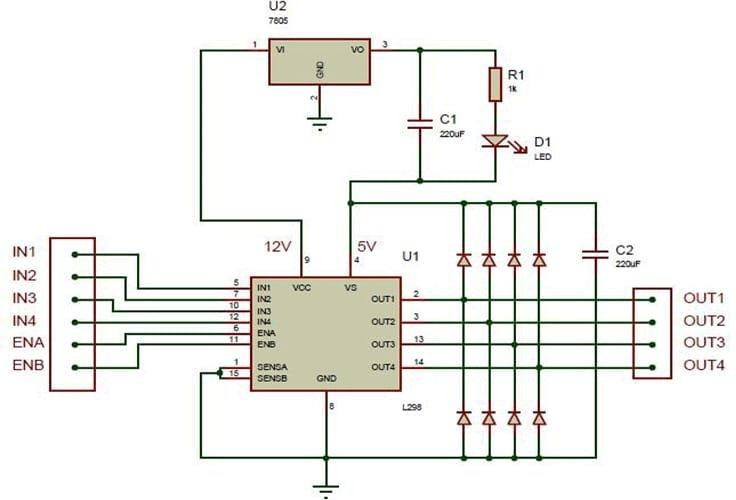 U2
7805
1
VI
VO
3
GND
2
R1
1k
C1
220uF
D1
LED
12V
5V
9
4
U1
C2
220uF
IN1
IN2
IN3
IN4
ENA
ENB
5
7
10
12
6
11
1
15
IN1
IN2
IN3
IN4
ENA
ENB
SENSA
SENSB
VCC
VS
OUT1
OUT2
OUT3
OUT4
GND
2
3
13
14
8
L298
OUT1
OUT2
OUT3
OUT4